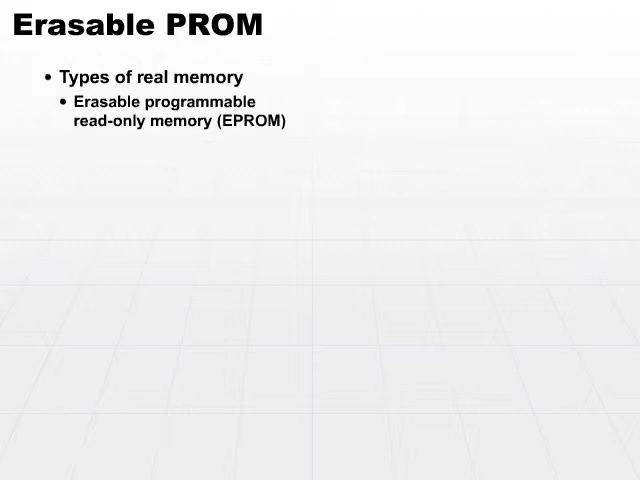 Erasable PROM
• Types of real memory
• Erasable programmable
read-only memory (EPROM)